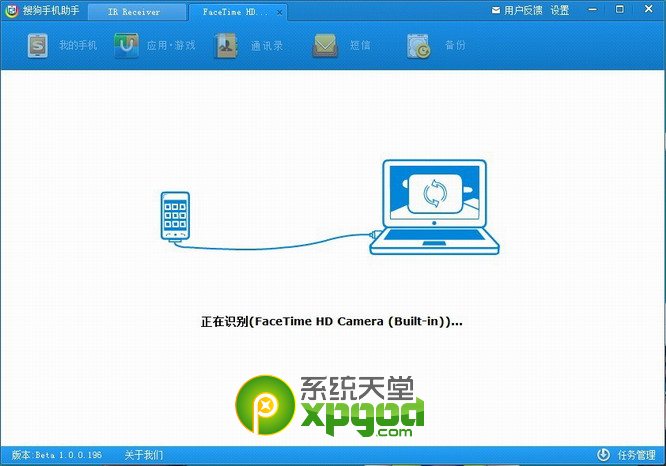 搜狗手机助手 IR Receiver FaceTime HD... 用户反馈 设置
我的手机 应用·游戏 通讯录 短信 备份
正在识别(FaceTime HD Camera (Built-in))...
系统天堂
xpgod
.com
版本:Beta 1.0.0.196 关于我们 任务管理